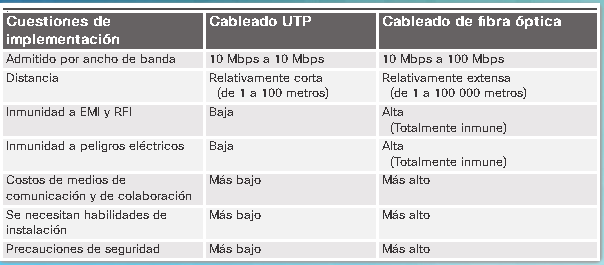 Cuestiones de implementación Cableado UTP Cableado de fibra óptica
Admitido por ancho de banda 10 Mbps a 10 Mbps 10 Mbps a 100 Mbps
Distancia Relativamente corta Relativamente extensa
(de 1 a 100 metros) (de 1 a 100 000 metros)
Inmunidad a EMI y RFI Baja Alta
(Totalmente inmune)
Inmunidad a peligros eléctricos Baja Alta
(Totalmente inmune)
Costos de medios de Más bajo Más alto
comunicación y de colaboración
Se necesitan habilidades de Más bajo Más alto
instalación
Precauciones de seguridad Más bajo Más alto